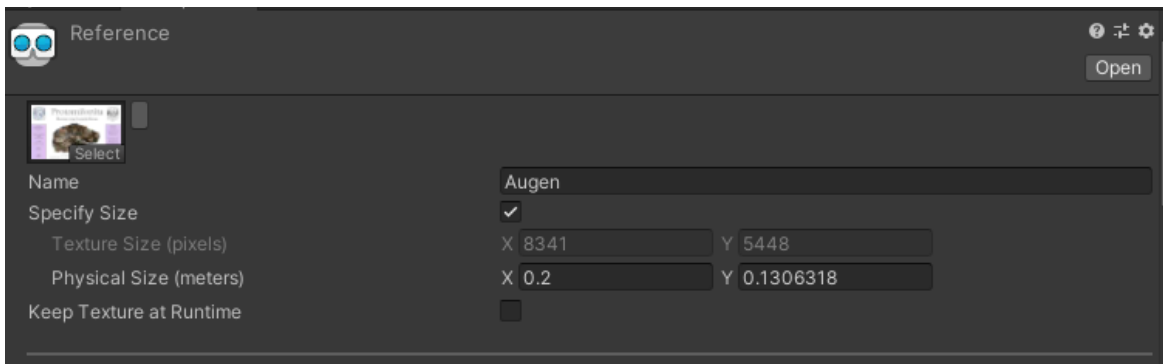 Reference
Open
Select
Name Augen
Specify Size
Texture Size (pixels) X 8341 Y 5448
Physical Size (meters) X 0.2 Y 0.1306318
Keep Texture at Runtime